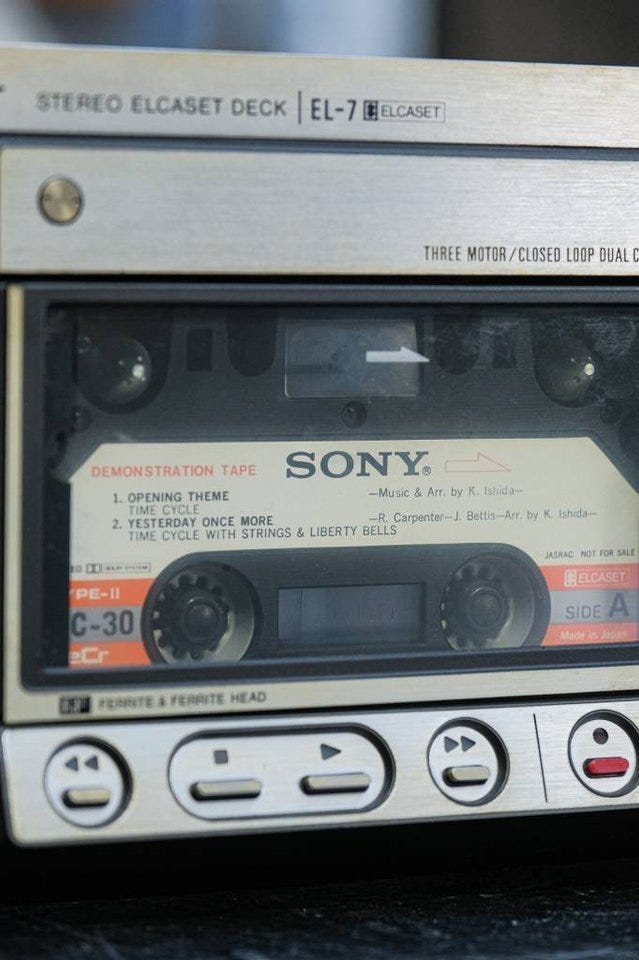 STEREO ELCASET DECK | EL-7 ELCASET
THREE MOTOR/CLOSED LOOP DUAL C
DEMONSTRATION TAPE SONY®
1. OPENING THEME —Music & Arr. by K. Ishida—
TIME CYCLE
2. YESTERDAY ONCE MORE —R. Carpenter—J. Bettis—Arr. by K. Ishida—
TIME CYCLE WITH STRINGS & LIBERTY BELLS
JASRAC NOT FOR SALE
YPE-II ELCASET
C-30 SIDE A
eCr Made in Japan
F&F FERRITE & FERRITE HEAD